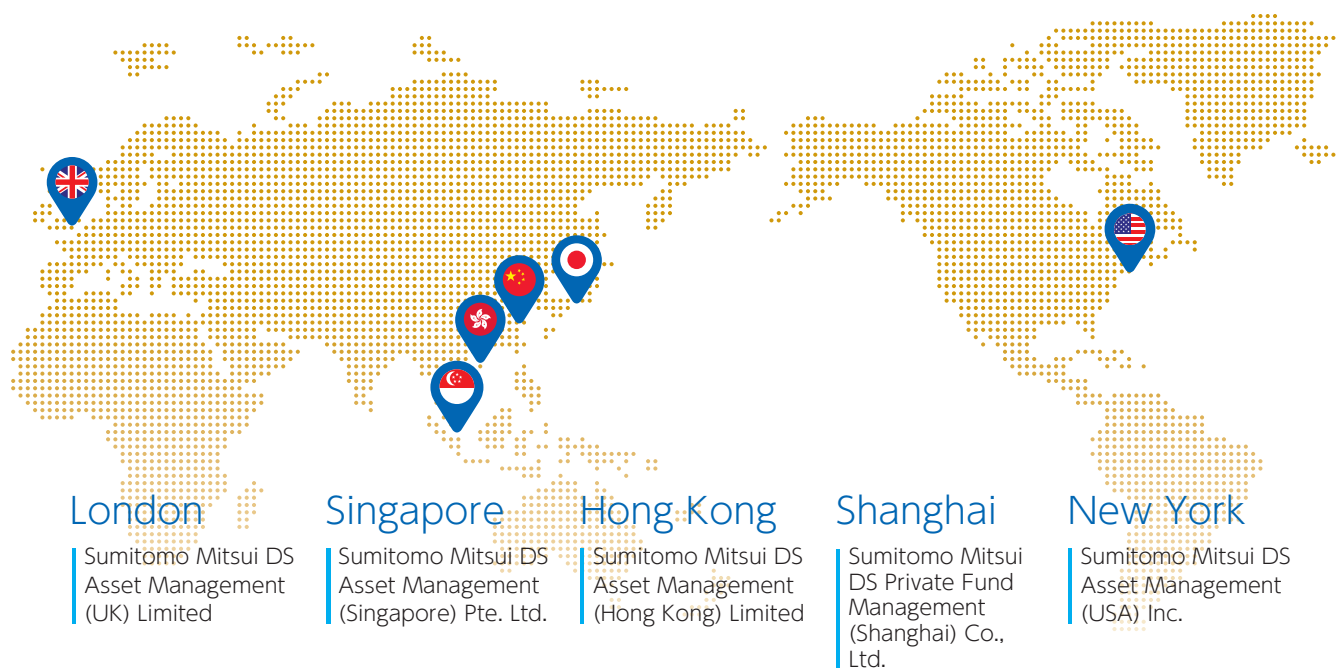 London
Sumitomo Mitsui DS
Asset Management
(UK) Limited
Singapore
Sumitomo Mitsui DS
Asset Management
(Singapore) Pte. Ltd.
Hong Kong
Sumitomo Mitsui DS
Asset Management
(Hong Kong) Limited
Shanghai
Sumitomo Mitsui
DS Private Fund
Management
(Shanghai) Co.,
Ltd.
New York
Sumitomo Mitsui DS
Asset Management
(USA) Inc.